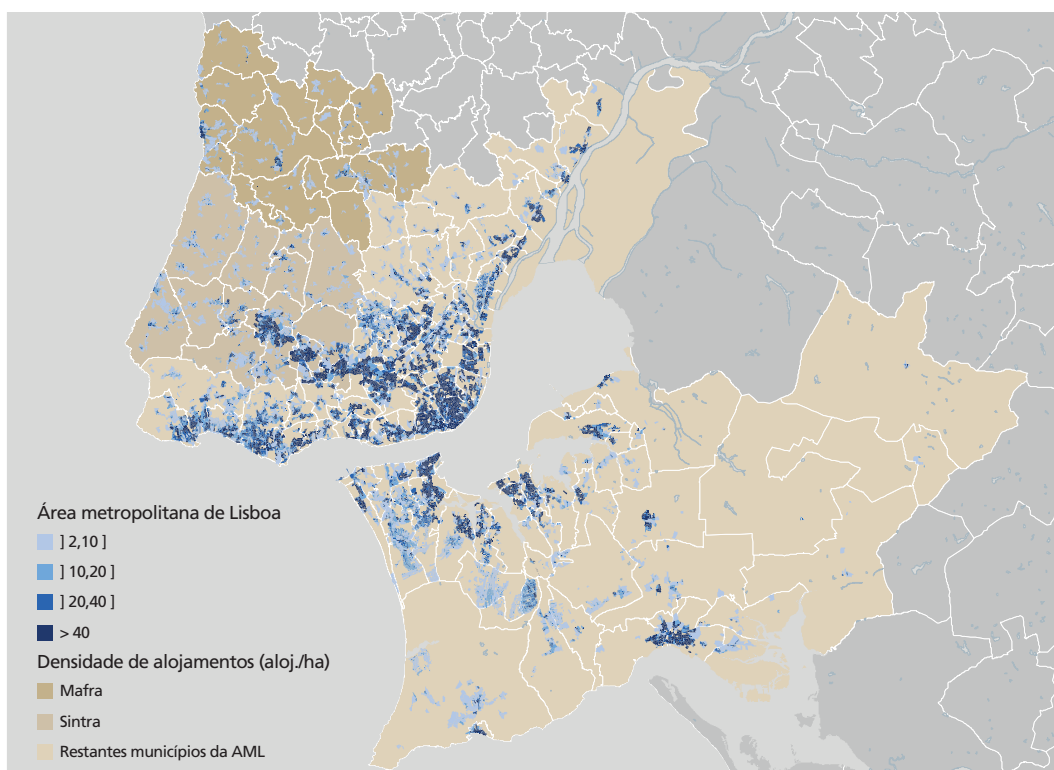 Área metropolitana de Lisboa
] 2,10 ]
] 10,20 ]
] 20,40 ]
> 40
Densidade de alojamentos (aloj./ha)
Mafra
Sintra
Restantes municípios da AML